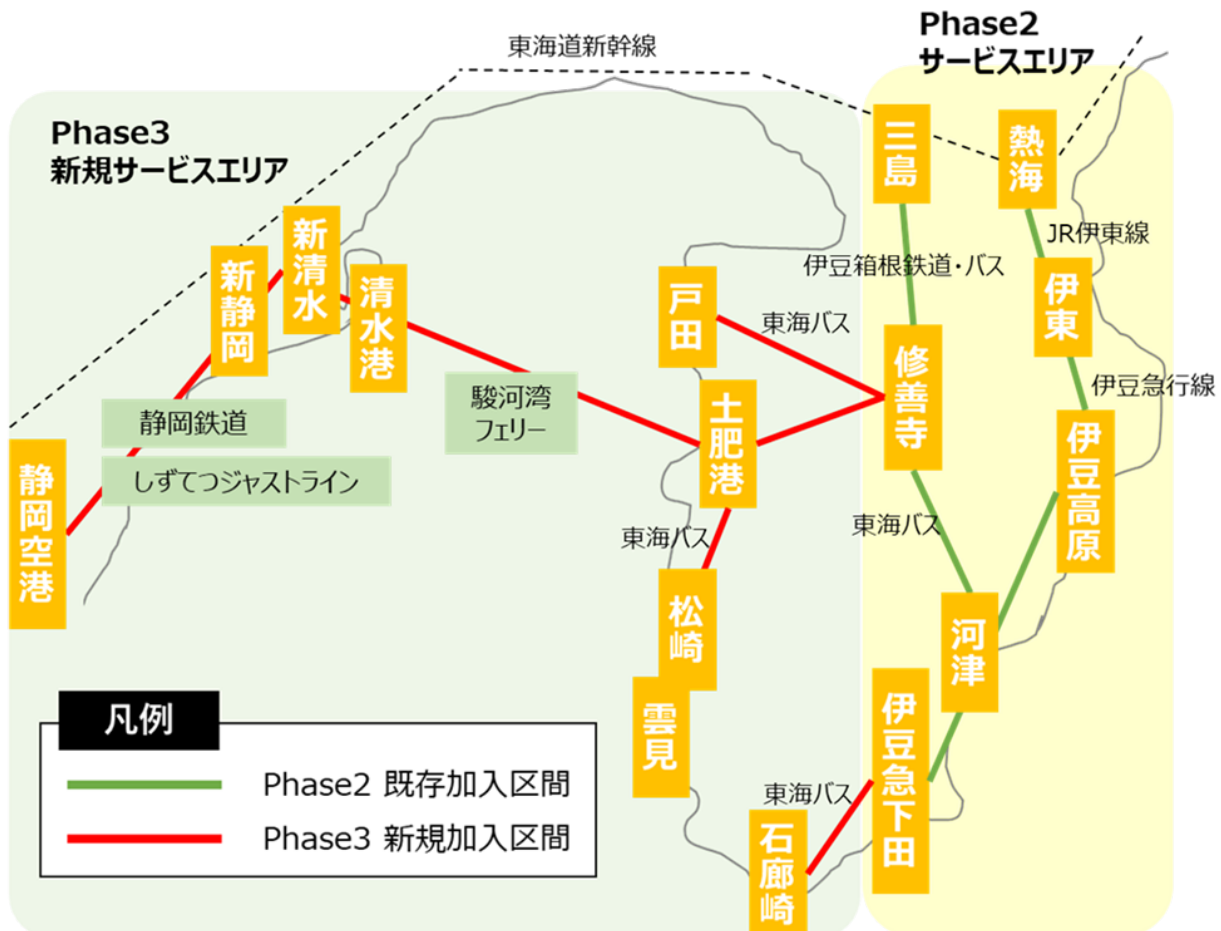 東海道新幹線
Phase2
サービスエリア
Phase3
新規サービスエリア
三島
熱海
JR伊東線
伊豆箱根鉄道・バス
新清水
新静岡
清水港
戸田
伊東
東海バス
修善寺
伊豆急行線
駿河湾
フェリー
土肥港
静岡鉄道
しずてつジャストライン
伊豆高原
静岡空港
東海バス
東海バス
松崎
河津
雲見
伊豆急下田
東海バス
石廊崎
凡例
Phase2 既存加入区間
Phase3 新規加入区間